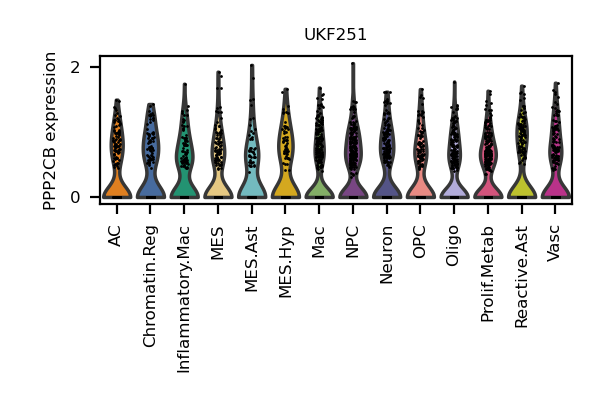 UKF251
PPP2CB expression
2
0
AC
Chromatin.Reg
Inflammatory.Mac
MES
MES.Ast
MES.Hyp
Mac
NPC
Neuron
OPC
Oligo
Prolif.Metab
Reactive.Ast
Vasc